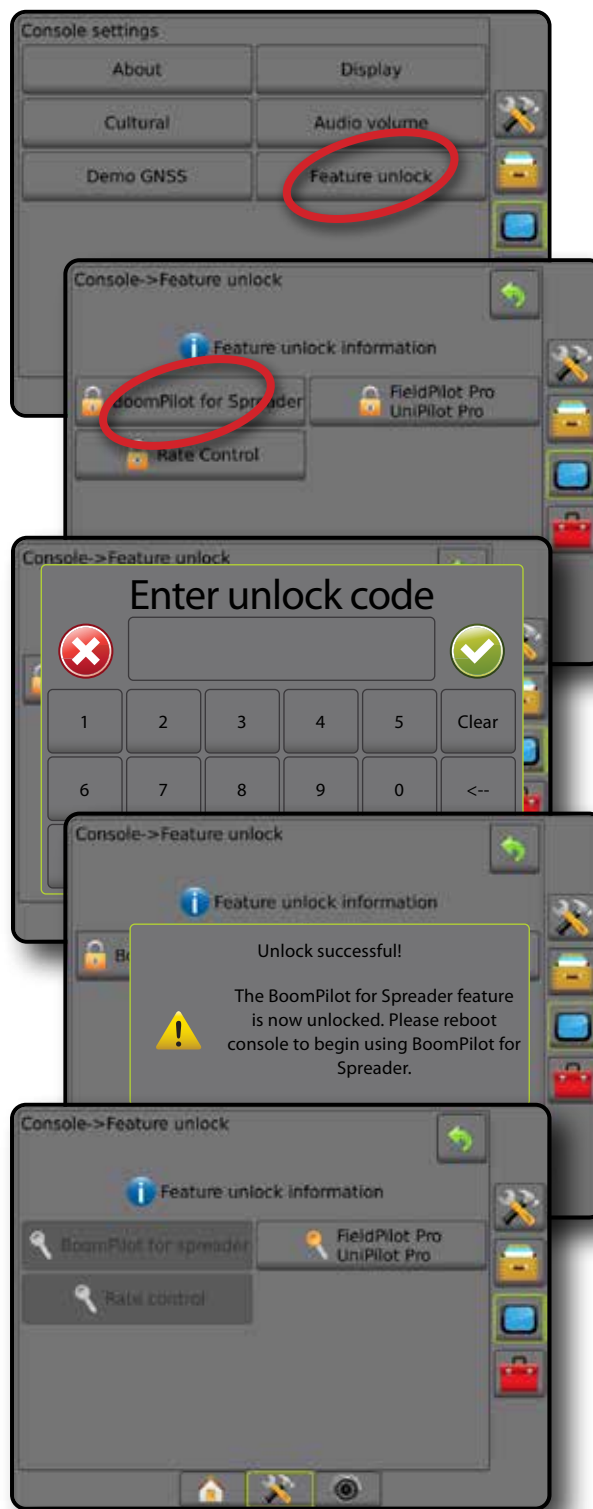 Console settings
About
Display
Cultural
Audio volume
Demo GNSS
Feature unlock
Console->Feature unlock
Feature unlock information
BoomPilot for Spreader
FieldPilot Pro
UniPilot Pro
Rate Control
Console->Feature unlock
Enter unlock code
1 2 3 4 5 Clear
6 7 8 9 0 <--
Console->Feature unlock
Feature unlock information
Unlock successful!
The BoomPilot for Spreader feature
is now unlocked. Please reboot
console to begin using BoomPilot for
Spreader.
Console->Feature unlock
Feature unlock information
BoomPilot for spreader
FieldPilot Pro
UniPilot Pro
Rate control